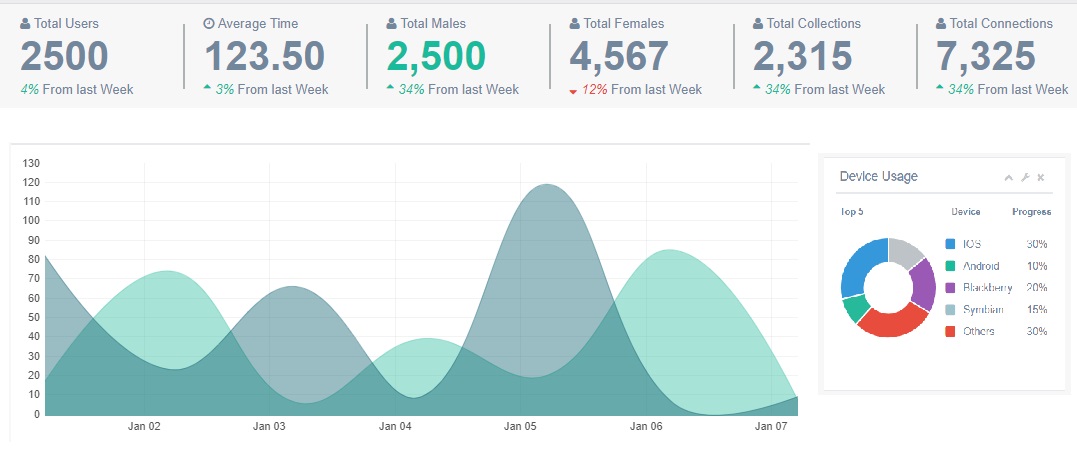 Total Users
2500
4% From last Week
Average Time
123.50
3% From last Week
Total Males
2,500
34% From last Week
Total Females
4,567
12% From last Week
Total Collections
2,315
34% From last Week
Total Connections
7,325
34% From last Week
130
120
110
100
90
80
70
60
50
40
30
20
10
0
Jan 02 Jan 03 Jan 04 Jan 05 Jan 06 Jan 07
Device Usage
Top 5 Device Progress
IOS 30%
Android 10%
Blackberry 20%
Symbian 15%
Others 30%